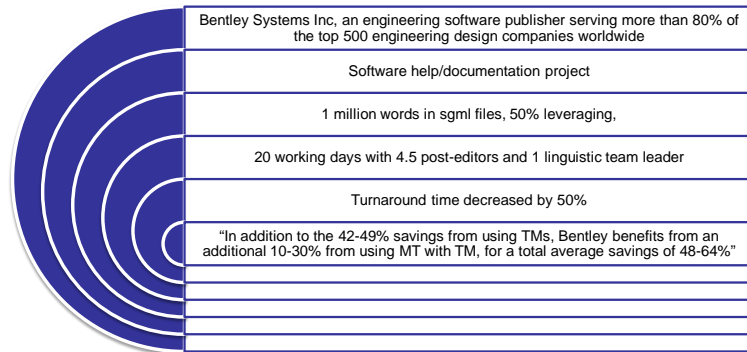 Bentley Systems Inc, an engineering software publisher serving more than 80% of
the top 500 engineering design companies worldwide
Software help/documentation project
1 million words in sgml files, 50% leveraging,
20 working days with 4.5 post-editors and 1 linguistic team leader
Turnaround time decreased by 50%
“In addition to the 42-49% savings from using TMs, Bentley benefits from an
additional 10-30% from using MT with TM, for a total average savings of 48-64%”